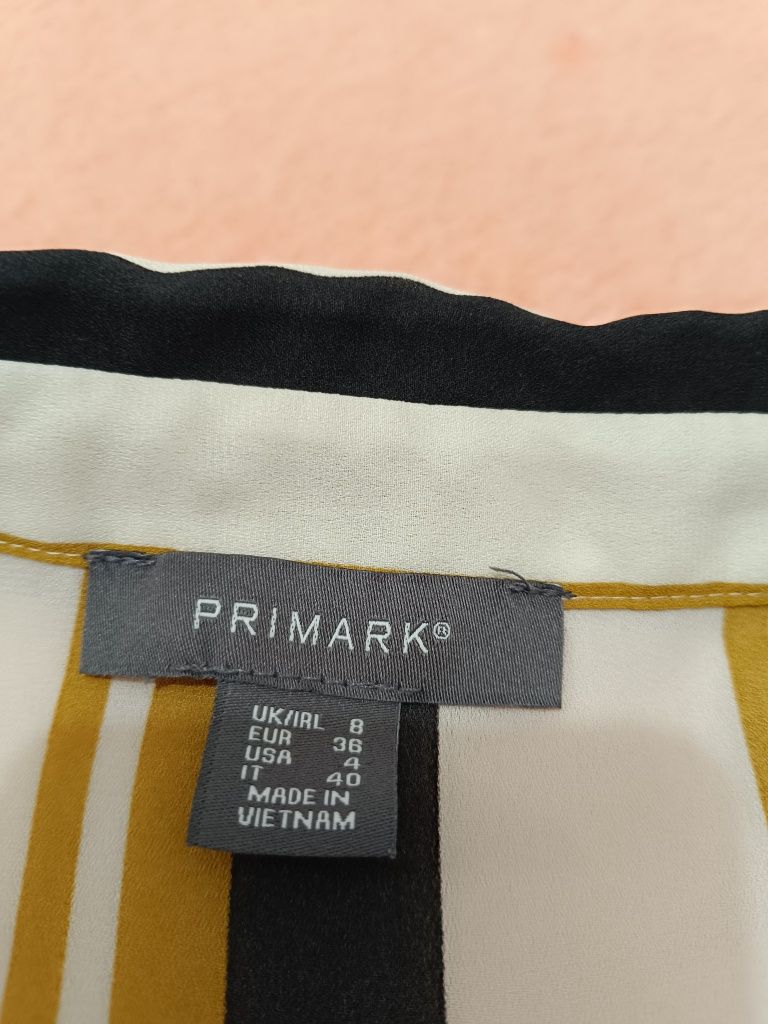 PRIMARK®
UK/IRL 8
EUR 36
USA 4
IT 40
MADE IN
VIETNAM